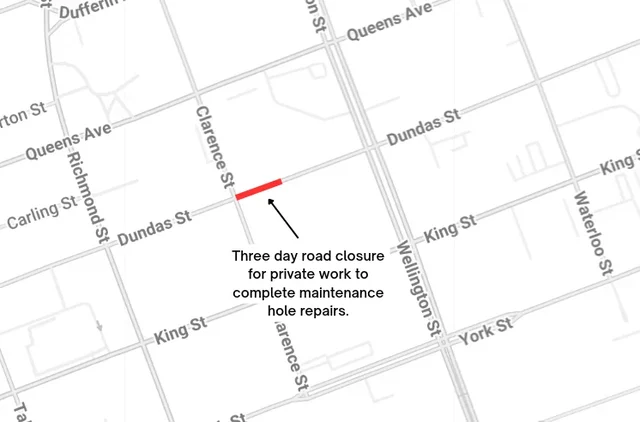 Dufferin
on St
Queens Ave
rton St
Queens Ave
Clarence St
Dundas St
King S
Carling St
Richmond St
Dundas St
King St
Waterloo St
Wellington St
Three day road closure
for private work to
complete maintenance
hole repairs.
King St
larence St
York St
Ta
St